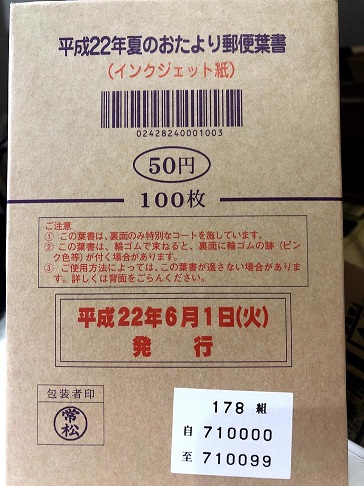 平成22年夏のおたより郵便葉書
（インクジェット紙）
02428240001003
50円
100枚
ご注意
① この葉書は、裏面のみ特別なコートを施しています。
② この葉書は、輪ゴムで束ねると、裏面に輪ゴムの跡（ピン
ク色等）が付く場合があります。
③ ご使用方法によっては、この葉書が適さない場合がありま
す。詳しくは背面をごらんください。
平成22年6月1日(火)
発 行
包装者印
常松
178 組
自 710000
至 710099